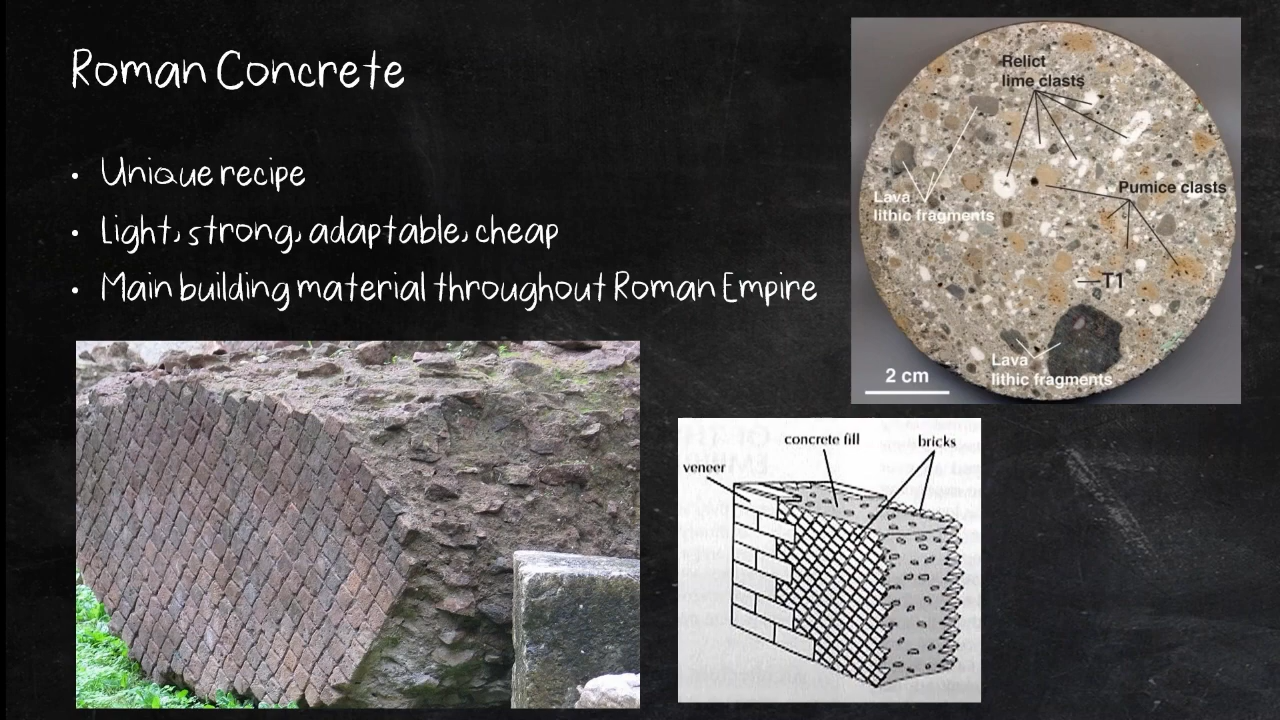 Roman Concrete
• Unique recipe
• Light, strong, adaptable, cheap
• Main building material throughout Roman Empire
Relict
lime clasts
Pumice clasts
Lava
lithic fragments
T1
Lava
lithic fragments
2 cm
concrete fill
bricks
veneer